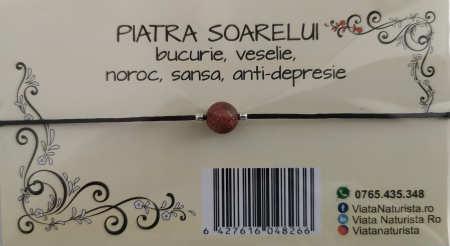 PIATRA SOARELUI
bucurie, veselie,
noroc, sansa, anti-depresie
0765.435.348
ViataNaturista.ro
Viata Naturista Ro
Viatanaturista
6 427616 048266